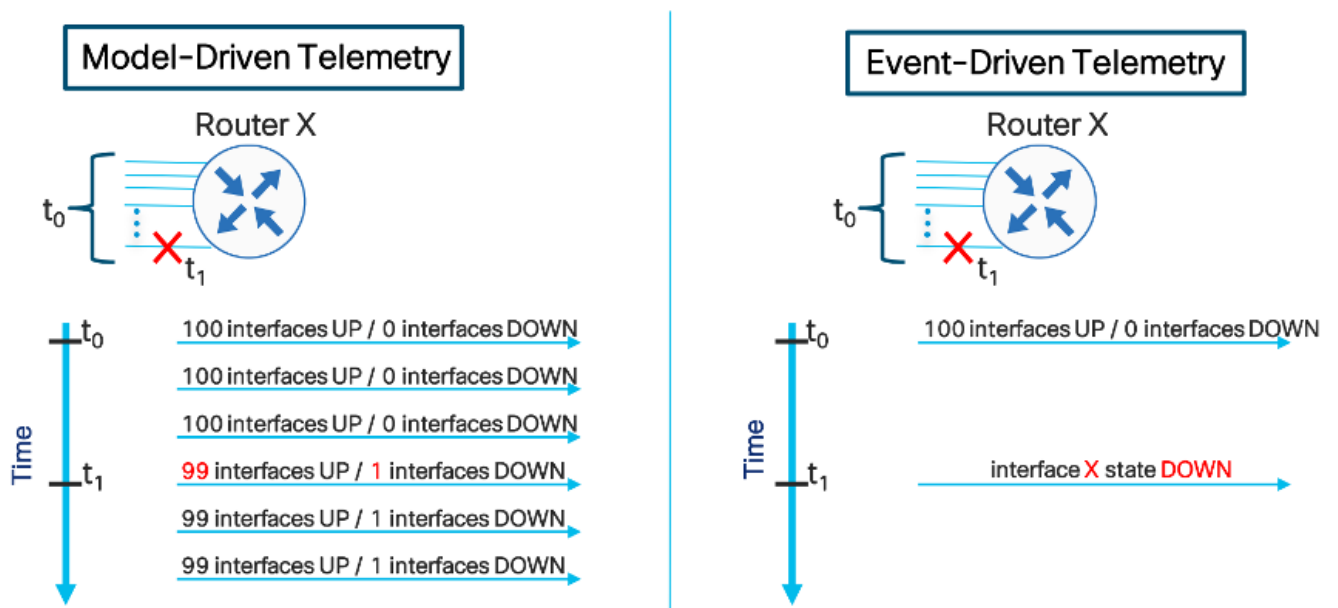 Model-Driven Telemetry
Router X
t0
t1
Time
t0
100 interfaces UP / 0 interfaces DOWN
100 interfaces UP / 0 interfaces DOWN
100 interfaces UP / 0 interfaces DOWN
t1
99 interfaces UP / 1 interfaces DOWN
99 interfaces UP / 1 interfaces DOWN
99 interfaces UP / 1 interfaces DOWN
Event-Driven Telemetry
Router X
t0
t1
Time
t0
100 interfaces UP / 0 interfaces DOWN
t1
interface X state DOWN